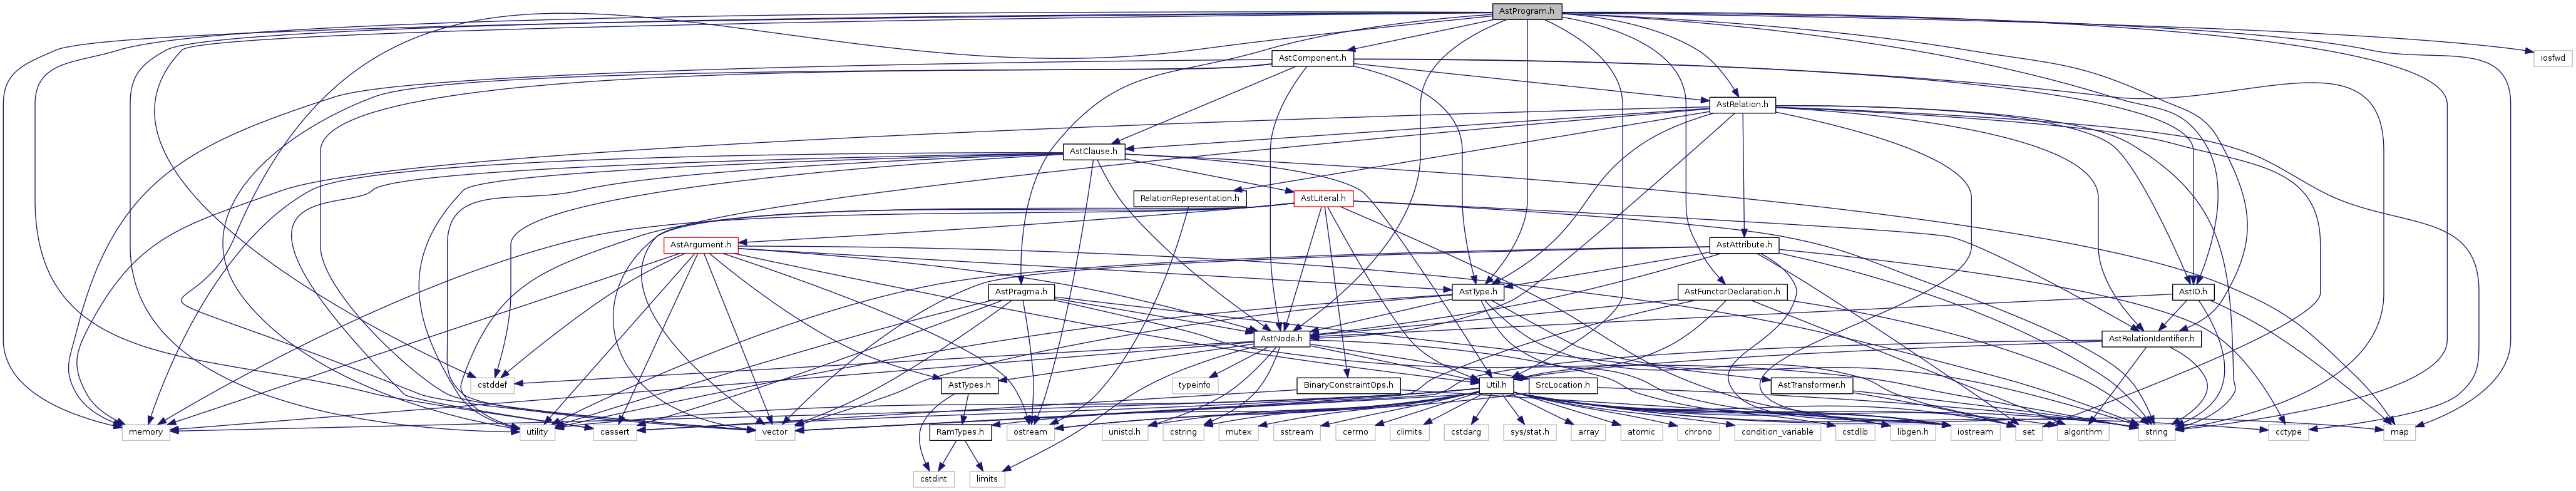 AstProgram.h
AstComponent.h
iosfwd
AstRelation.h
AstClause.h
RelationRepresentation.h
AstLiteral.h
AstArgument.h
AstAttribute.h
AstPragma.h
AstType.h
AstFunctorDeclaration.h
AstIO.h
AstNode.h
AstRelationIdentifier.h
cstddef
typeinfo
AstTypes.h
BinaryConstraintOps.h
Util.h
SrcLocation.h
AstTransformer.h
memory
utility
cassert
vector
RamTypes.h
ostream
unistd.h
cstring
mutex
sstream
cerrno
climits
cstdarg
sys/stat.h
array
atomic
chrono
condition_variable
cstdlib
libgen.h
iostream
set
algorithm
string
cctype
map
cstdint
limits